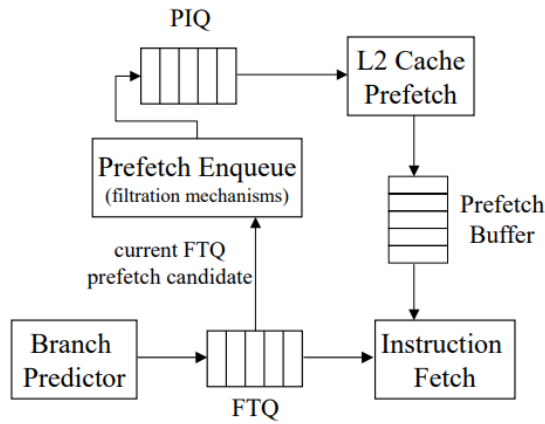 PIQ
L2 Cache
Prefetch
Prefetch Enqueue
(filtration mechanisms)
Prefetch
Buffer
current FTQ
prefetch candidate
Branch
Predictor
Instruction
Fetch
FTQ